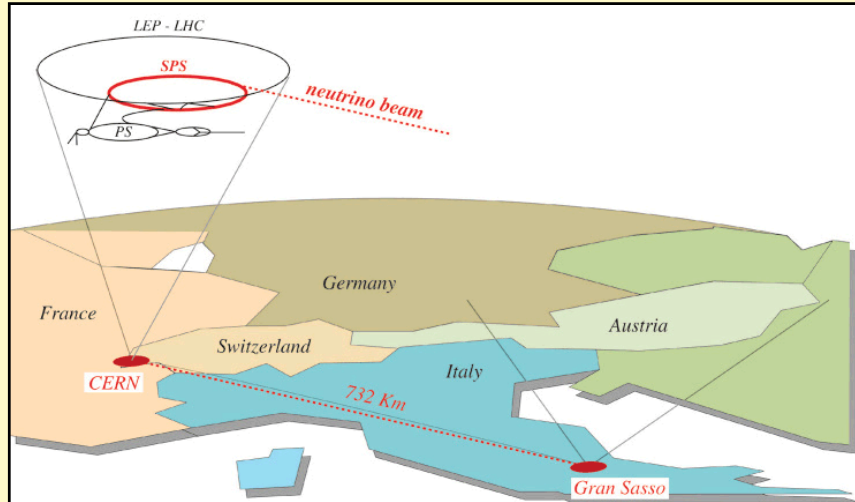 LEP - LHC
SPS
neutrino beam
PS
Germany
France
Austria
Switzerland
Italy
CERN
732 Km
Gran Sasso